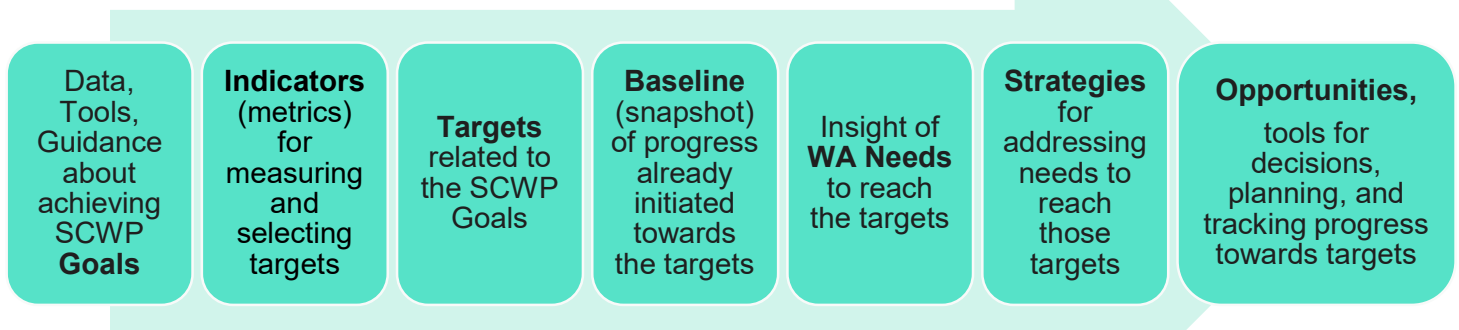 Data,
Tools,
Guidance
about
achieving
SCWP
Goals
Indicators
(metrics)
for
measuring
and
selecting
targets
Targets
related to
the SCWP
Goals
Baseline
(snapshot)
of progress
already
initiated
towards
the targets
Insight of
WA Needs
to reach
the targets
Strategies
for
addressing
needs to
reach
those
targets
Opportunities,
tools for
decisions,
planning, and
tracking progress
towards targets